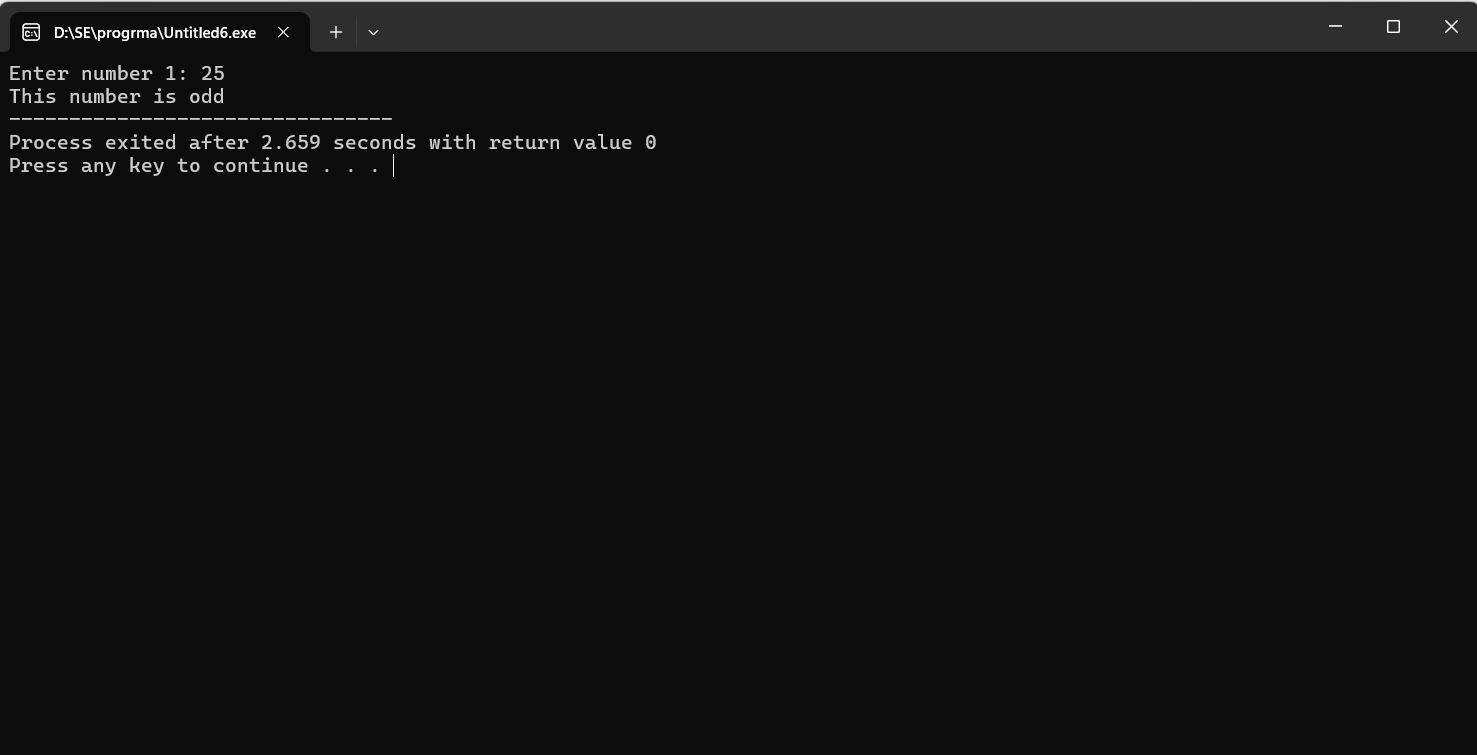 D:\SE\progrma\Untitled6.exe
Enter number 1: 25
This number is odd
--------------------------------
Process exited after 2.659 seconds with return value 0
Press any key to continue . . .